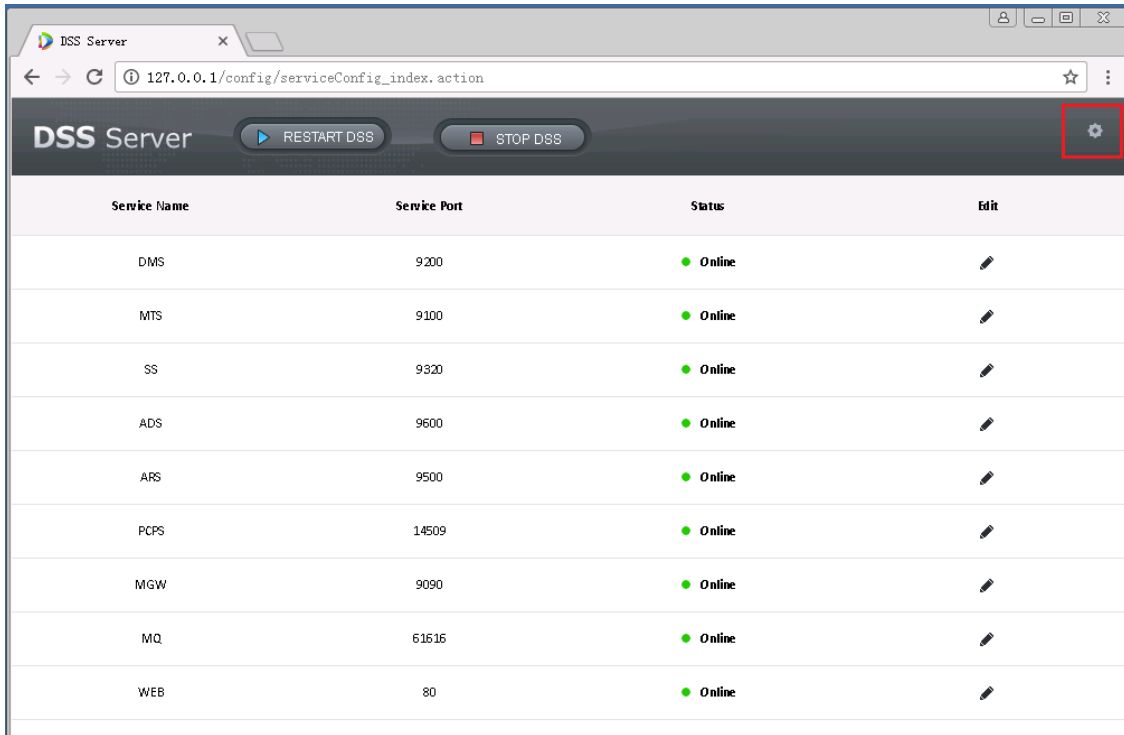 DSS Server
127.0.0.1/config/serviceConfig_index.action
DSS Server RESTART DSS STOP DSS
Service Name Service Port Status Edit
DMS 9200 Online
MTS 9100 Online
SS 9320 Online
ADS 9600 Online
ARS 9500 Online
PCPS 14509 Online
MGW 9090 Online
MQ 61616 Online
WEB 80 Online